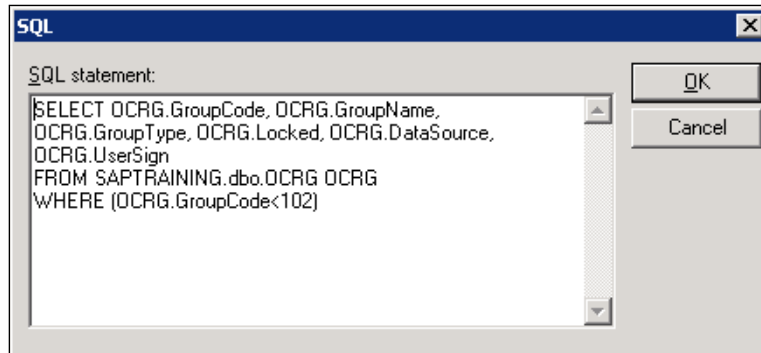 SQL
SQL statement:
SELECT OCRG.GroupCode, OCRG.GroupName,
OCRG.GroupType, OCRG.Locked, OCRG.DataSource,
OCRG.UserSign
FROM SAPTRAINING.dbo.OCRG OCRG
WHERE (OCRG.GroupCode<102)
OK
Cancel